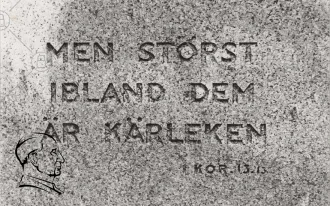 MEN STÖRST
IBLAND DEM
ÄR KÄRLEKEN
1 KOR. 13.13